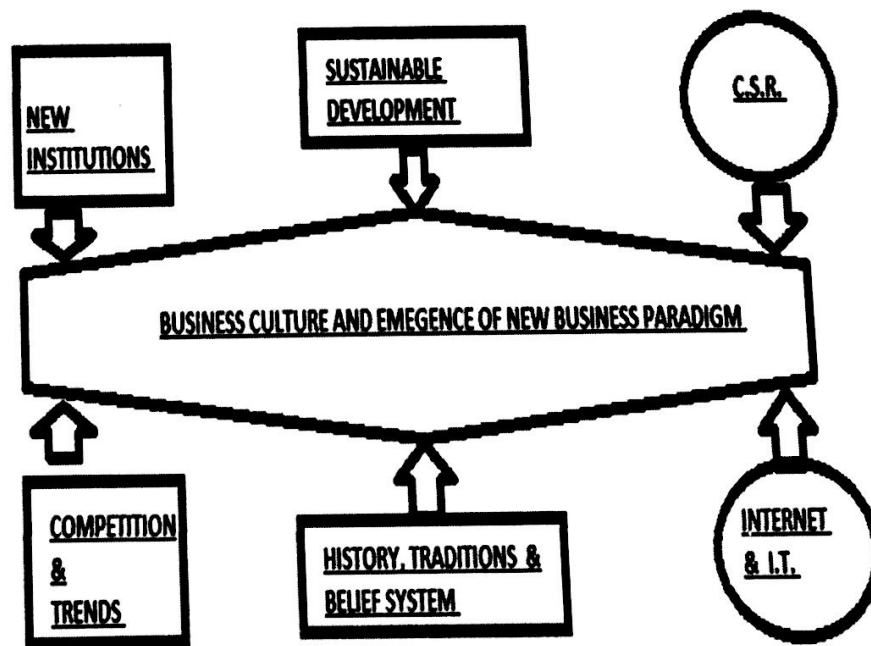 NEW
INSTITUTIONS
SUSTAINABLE
DEVELOPMENT
C.S.R.
BUSINESS CULTURE AND EMEGENCE OF NEW BUSINESS PARADIGM
COMPETITION
&
TRENDS
HISTORY, TRADITIONS &
BELIEF SYSTEM
INTERNET
& I.T.